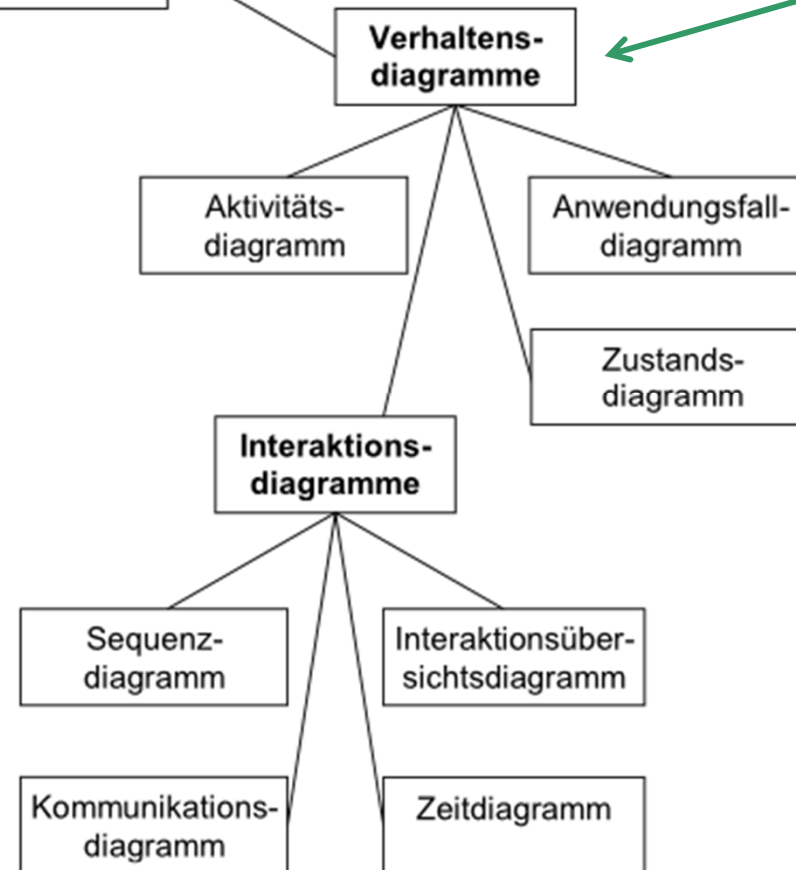 Verhaltens-
diagramme
Aktivitäts-
diagramm
Anwendungsfall-
diagramm
Zustands-
diagramm
Interaktions-
diagramme
Sequenz-
diagramm
Interaktionsüber-
sichtsdiagramm
Kommunikations-
diagramm
Zeitdiagramm